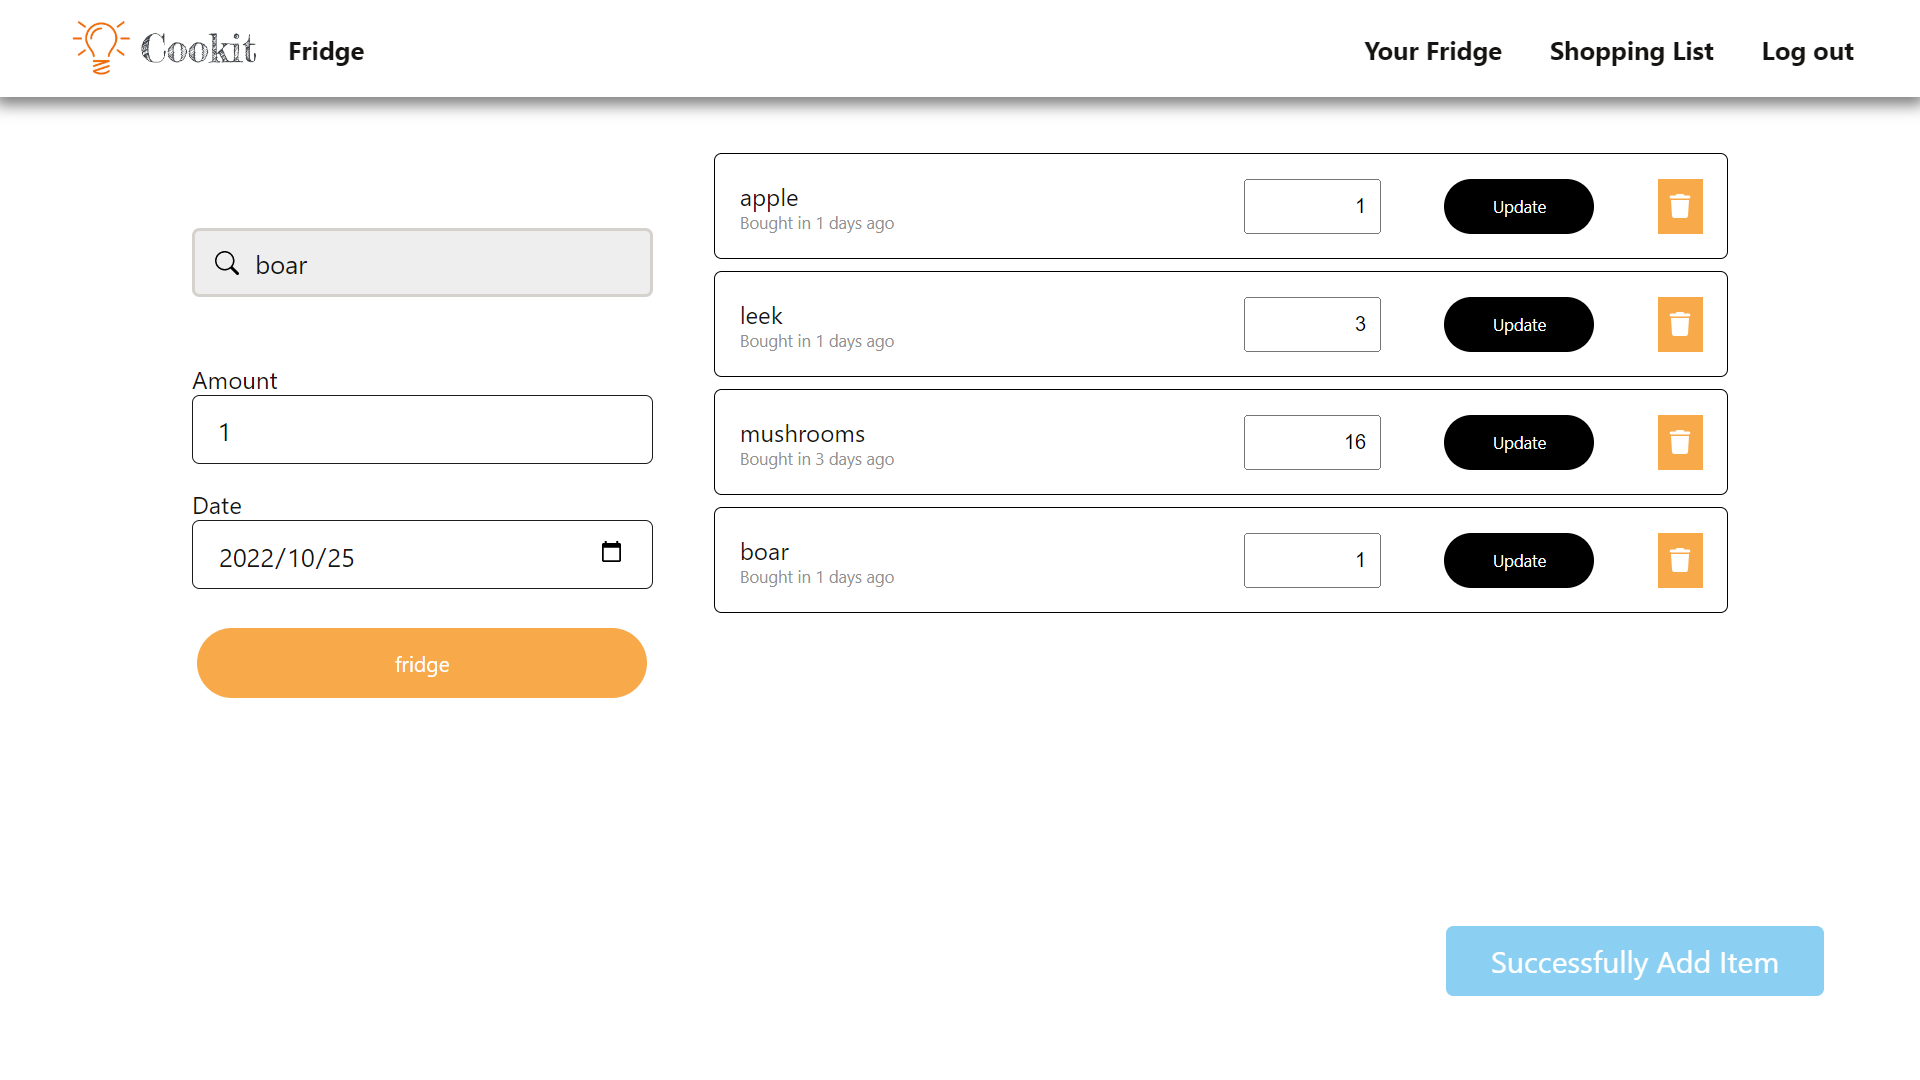 Cookit
Fridge
Your Fridge
Shopping List
Log out
boar
Amount
1
Date
2022/10/25
fridge
apple
Bought in 1 days ago
1
Update
leek
Bought in 1 days ago
3
Update
mushrooms
Bought in 3 days ago
16
Update
boar
Bought in 1 days ago
1
Update
Successfully Add Item